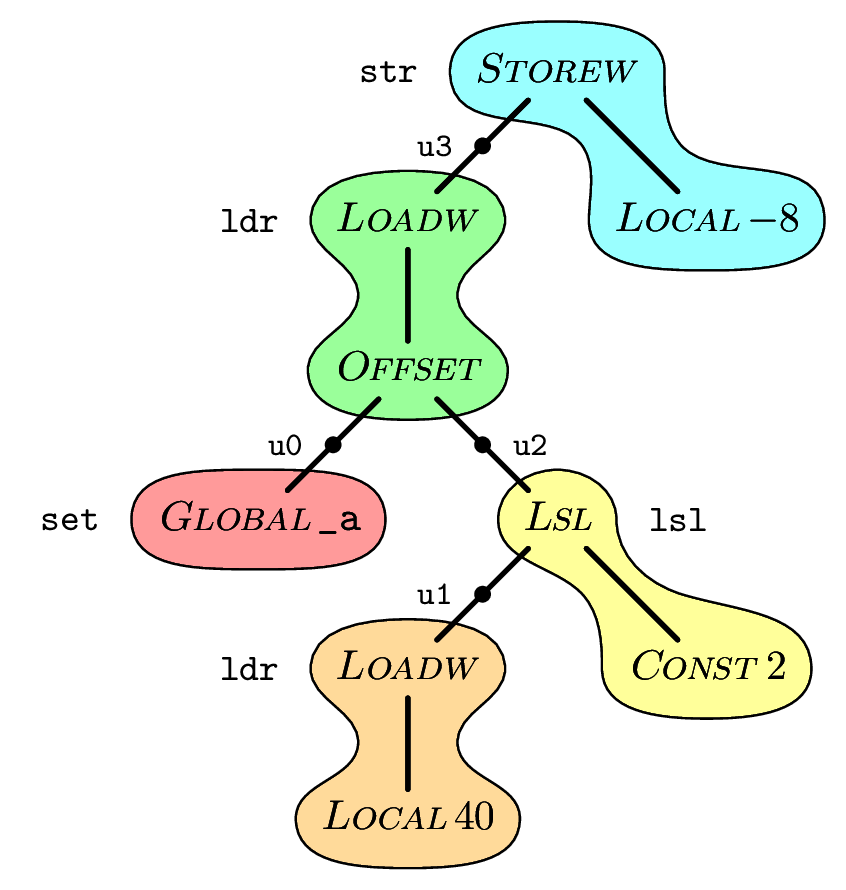 str STOREW
u3
ldr LOADW LOCAL −8
OFFSET
u0 u2
set GLOBAL _a LSL lsl
u1
ldr LOADW CONST 2
LOCAL 40